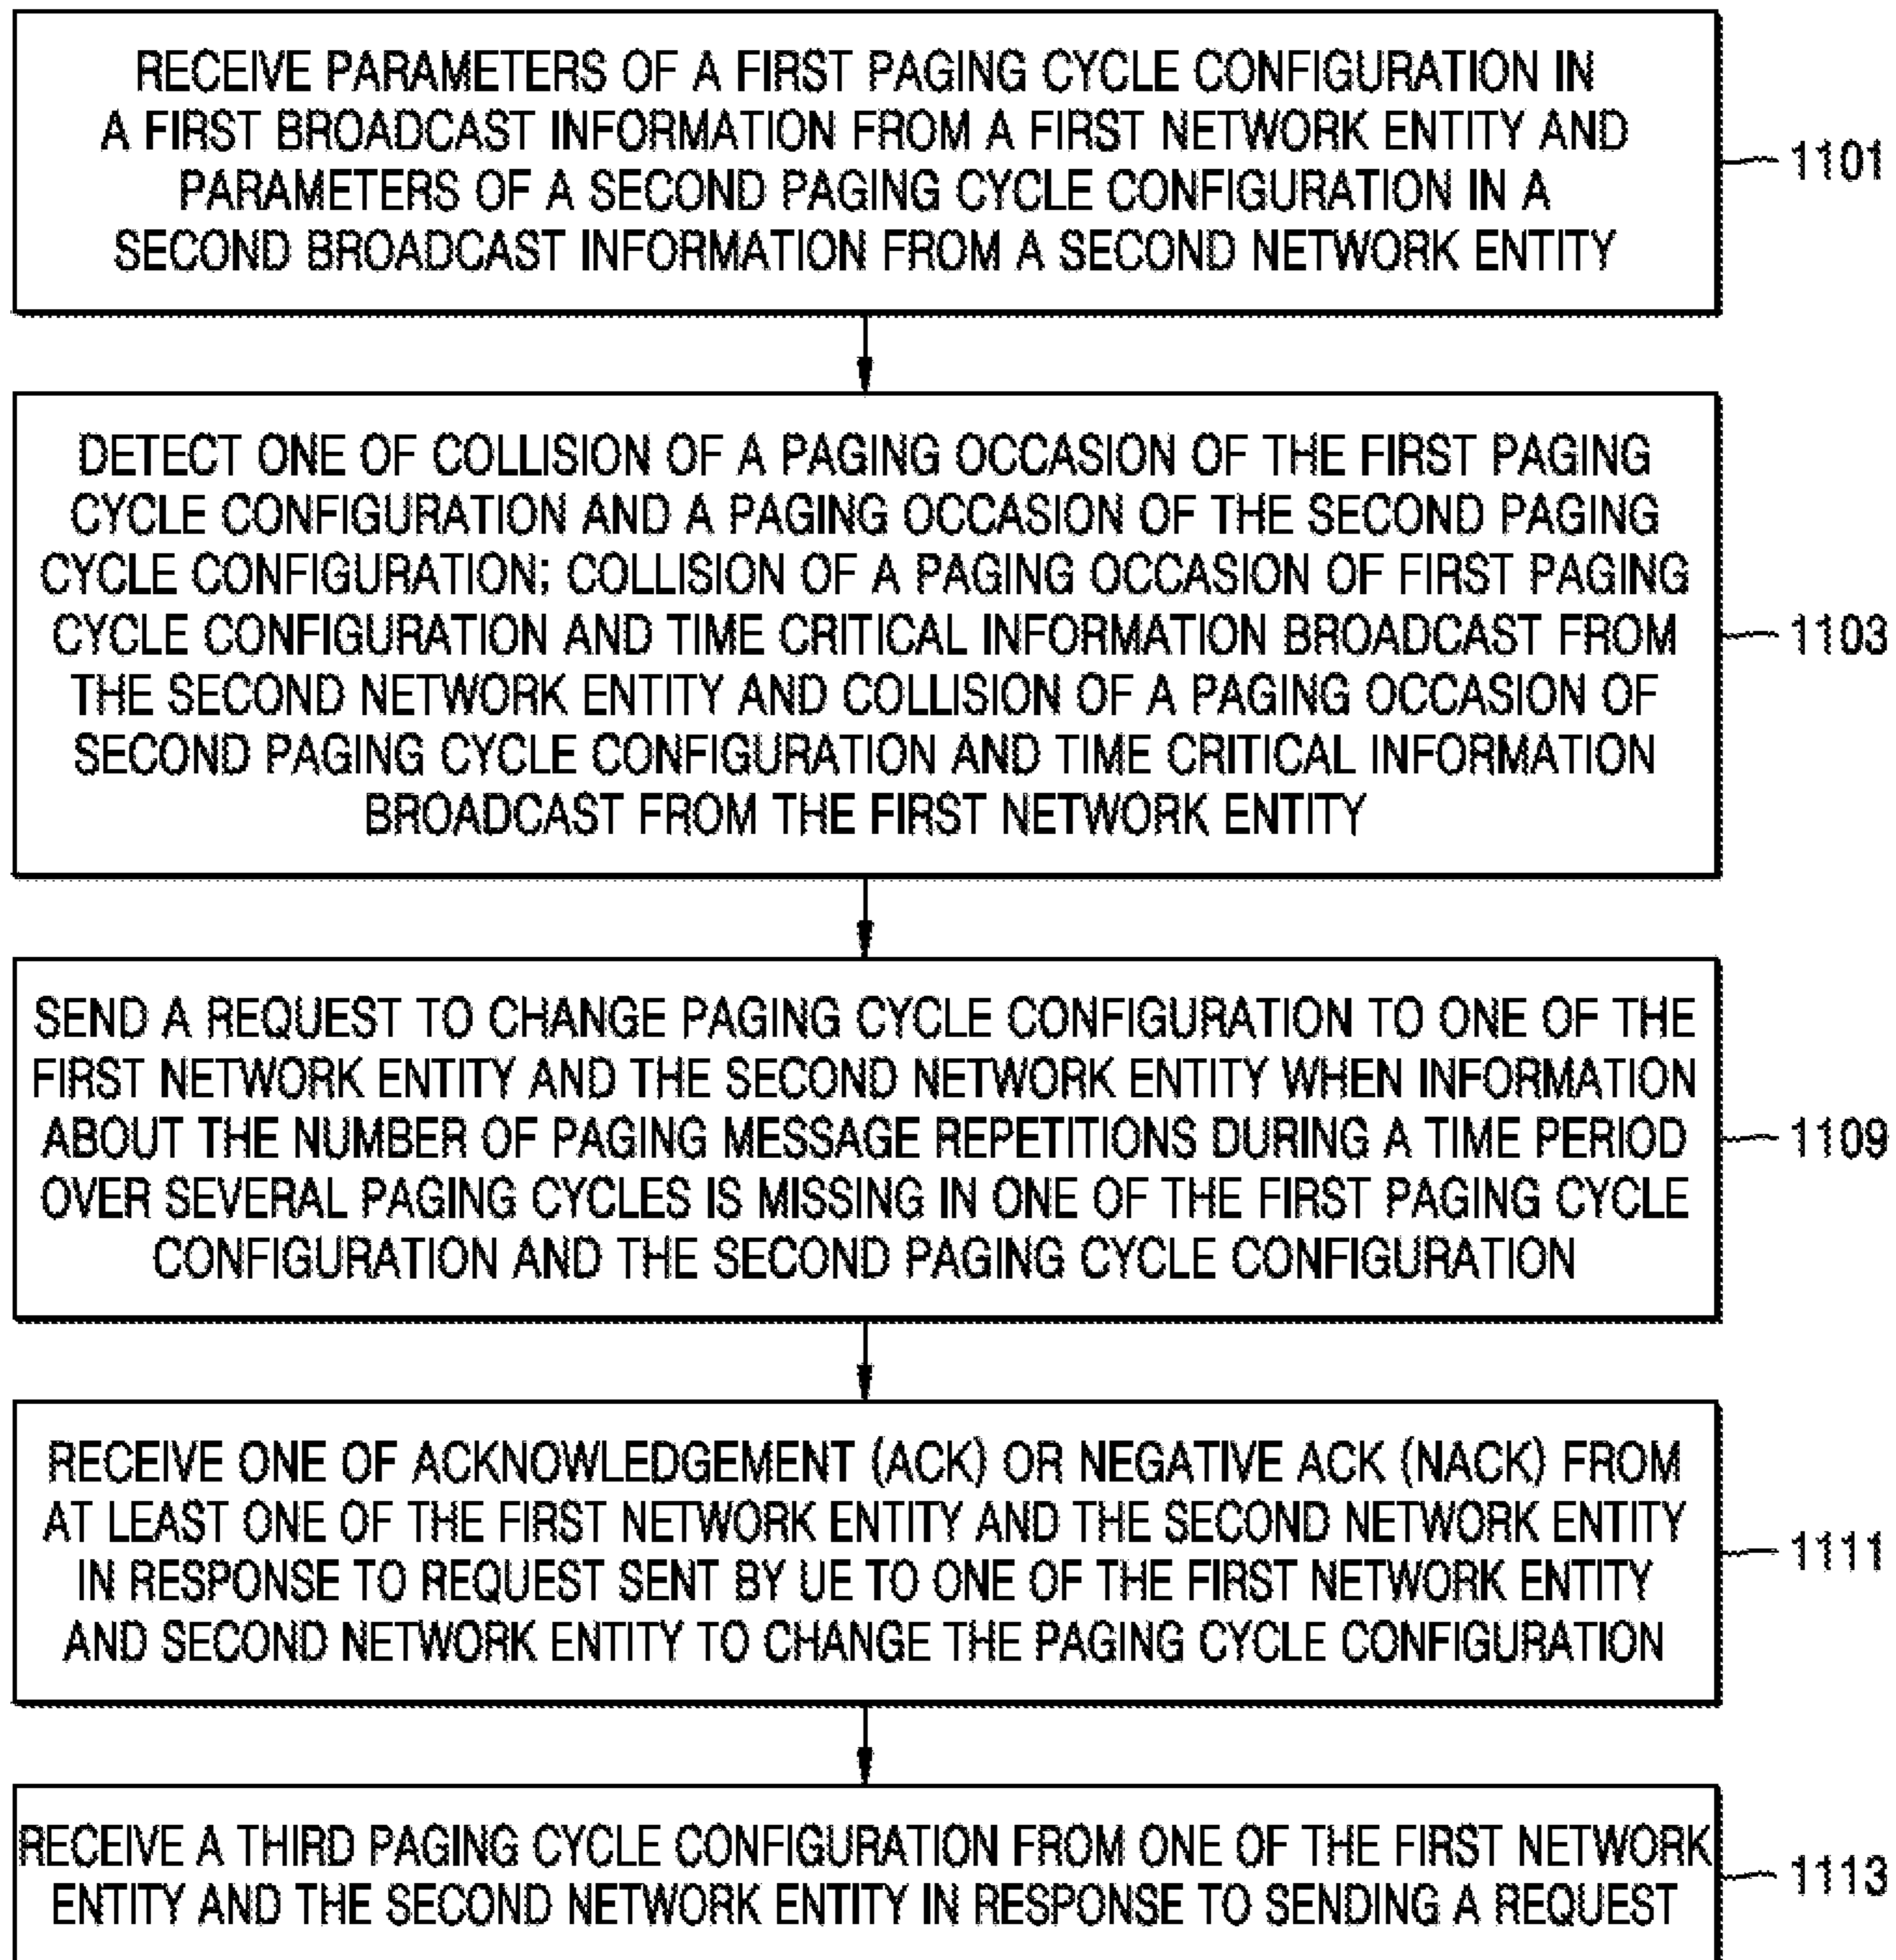 RECEIVE PARAMETERS OF A FIRST PAGING CYCLE CONFIGURATION IN
A FIRST BROADCAST INFORMATION FROM A FIRST NETWORK ENTITY AND
PARAMETERS OF A SECOND PAGING CYCLE CONFIGURATION IN A
SECOND BROADCAST INFORMATION FROM A SECOND NETWORK ENTITY
1101
DETECT ONE OF COLLISION OF A PAGING OCCASION OF THE FIRST PAGING
CYCLE CONFIGURATION AND A PAGING OCCASION OF THE SECOND PAGING
CYCLE CONFIGURATION; COLLISION OF A PAGING OCCASION OF FIRST PAGING
CYCLE CONFIGURATION AND TIME CRITICAL INFORMATION BROADCAST FROM
THE SECOND NETWORK ENTITY AND COLLISION OF A PAGING OCCASION OF
SECOND PAGING CYCLE CONFIGURATION AND TIME CRITICAL INFORMATION
BROADCAST FROM THE FIRST NETWORK ENTITY
1103
SEND A REQUEST TO CHANGE PAGING CYCLE CONFIGURATION TO ONE OF THE
FIRST NETWORK ENTITY AND THE SECOND NETWORK ENTITY WHEN INFORMATION
ABOUT THE NUMBER OF PAGING MESSAGE REPETITIONS DURING A TIME PERIOD
OVER SEVERAL PAGING CYCLES IS MISSING IN ONE OF THE FIRST PAGING CYCLE
CONFIGURATION AND THE SECOND PAGING CYCLE CONFIGURATION
1109
RECEIVE ONE OF ACKNOWLEDGEMENT (ACK) OR NEGATIVE ACK (NACK) FROM
AT LEAST ONE OF THE FIRST NETWORK ENTITY AND THE SECOND NETWORK ENTITY
IN RESPONSE TO REQUEST SENT BY UE TO ONE OF THE FIRST NETWORK ENTITY
AND SECOND NETWORK ENTITY TO CHANGE THE PAGING CYCLE CONFIGURATION
1111
RECEIVE A THIRD PAGING CYCLE CONFIGURATION FROM ONE OF THE FIRST NETWORK
ENTITY AND THE SECOND NETWORK ENTITY IN RESPONSE TO SENDING A REQUEST
1113